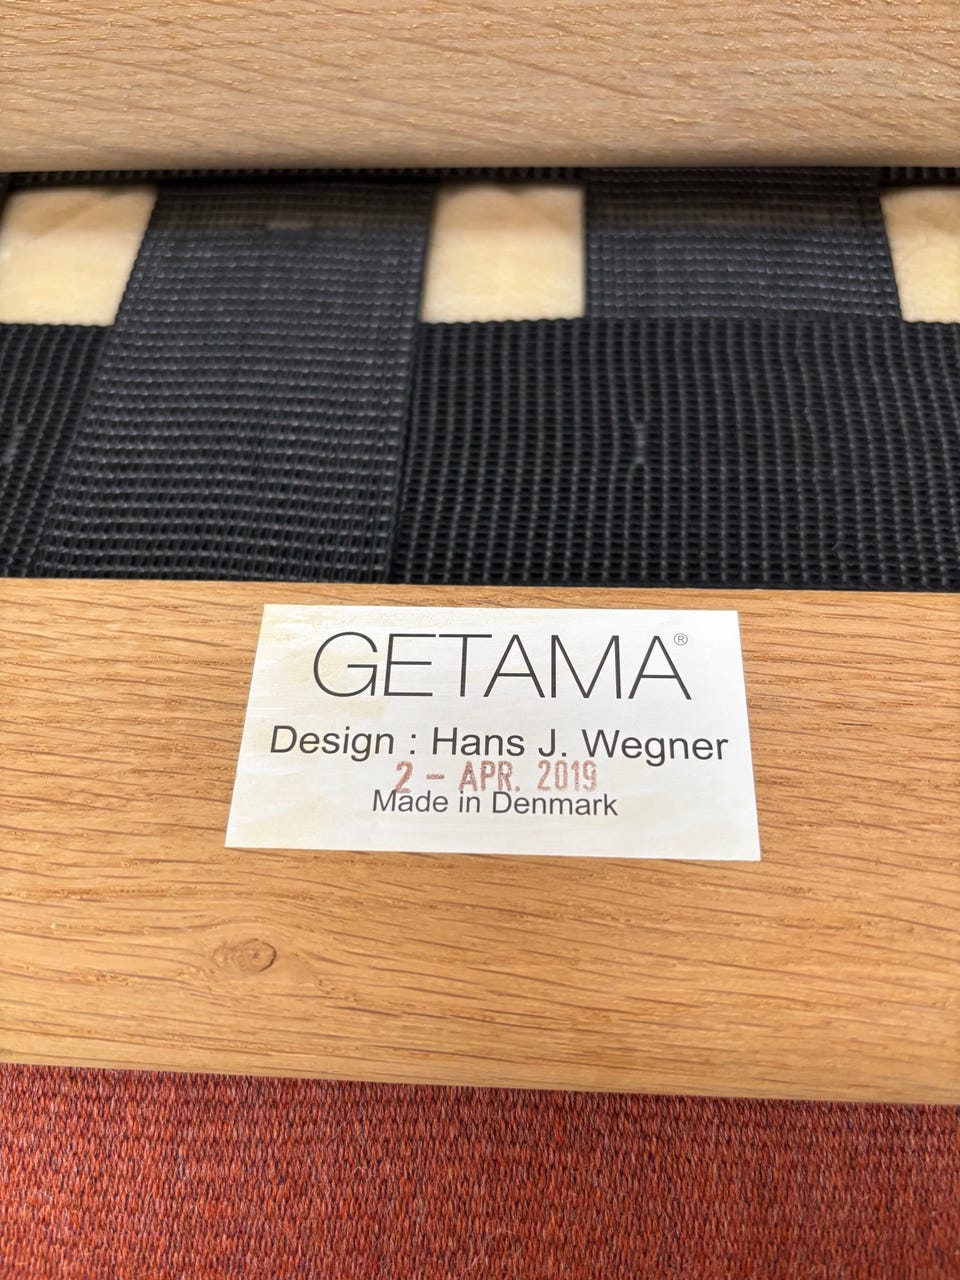 GETAMA®
Design : Hans J. Wegner
2 - APR. 2019
Made in Denmark